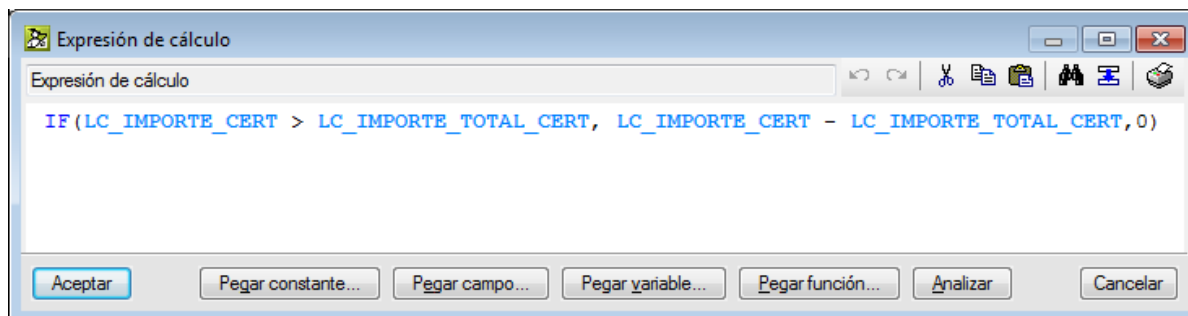 Expresión de cálculo
Expresión de cálculo
IF(LC_IMPORTE_CERT > LC_IMPORTE_TOTAL_CERT, LC_IMPORTE_CERT - LC_IMPORTE_TOTAL_CERT,0)
Aceptar Pegar constante... Pegar campo... Pegar variable... Pegar función... Analizar Cancelar